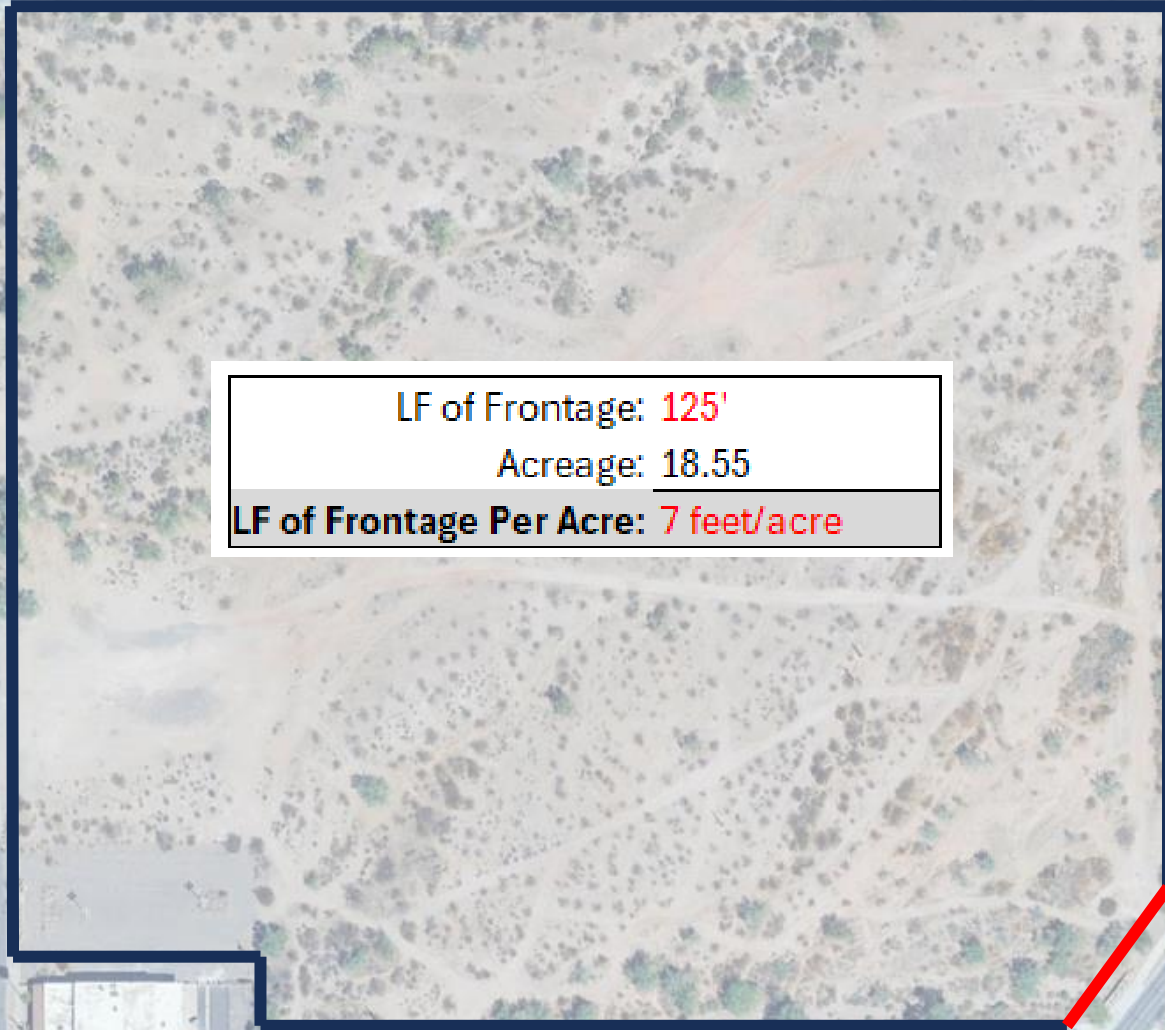 LF of Frontage: 125'
Acreage: 18.55
LF of Frontage Per Acre: 7 feet/acre